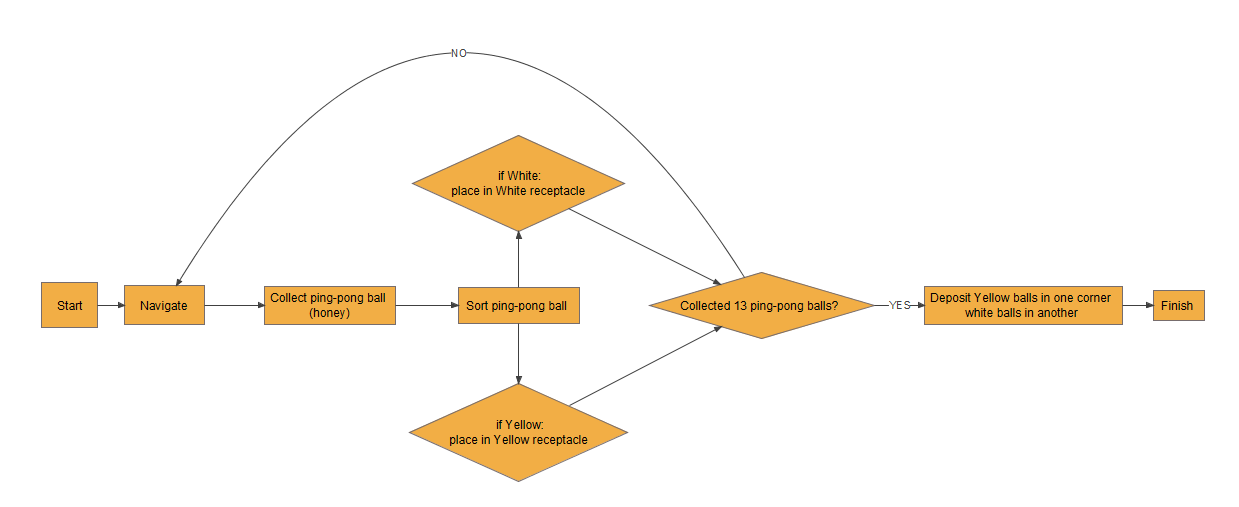 NO
if White:
place in White receptacle
Start
Navigate
Collect ping-pong ball
(honey)
Sort ping-pong ball
Collected 13 ping-pong balls?
YES
Deposit Yellow balls in one corner
white balls in another
Finish
if Yellow:
place in Yellow receptacle